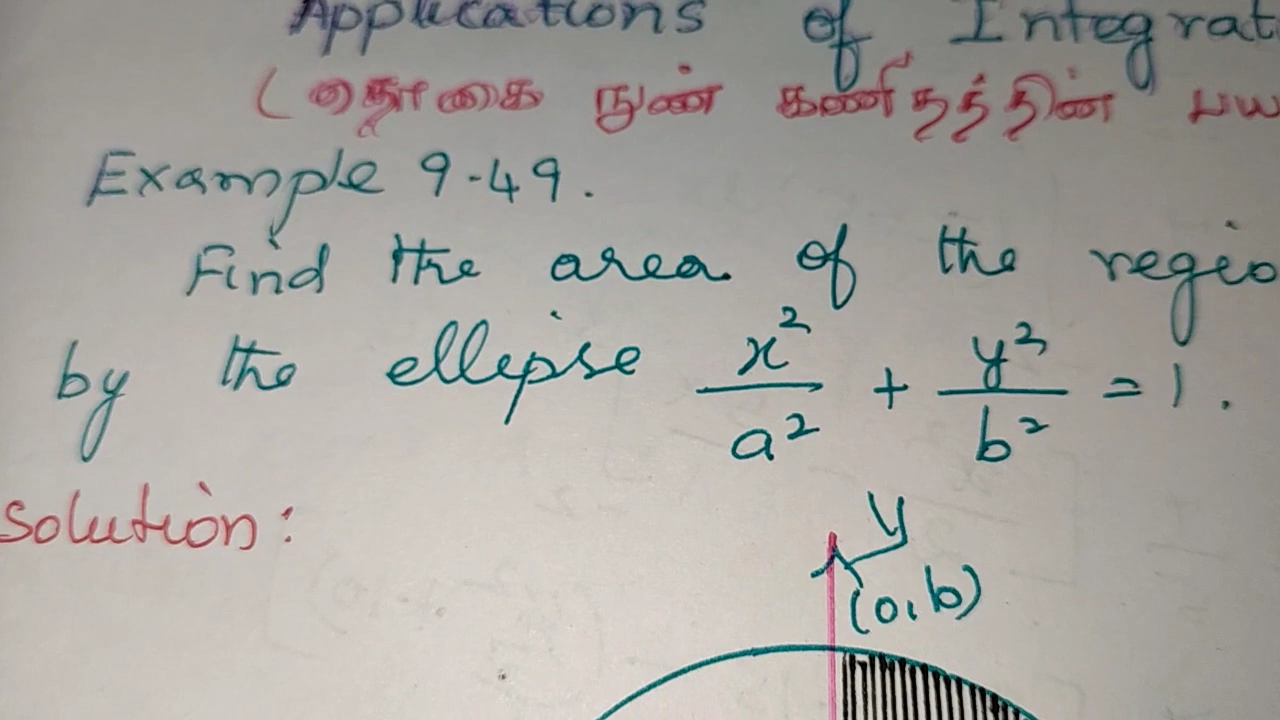 Applications of Integrat
(தொகை நுண் கணிதத்தின் பய
Example 9.49.
Find the area of the regio
by the ellipse x²/a² + y²/b² = 1.
Solution:
y
(0, b)